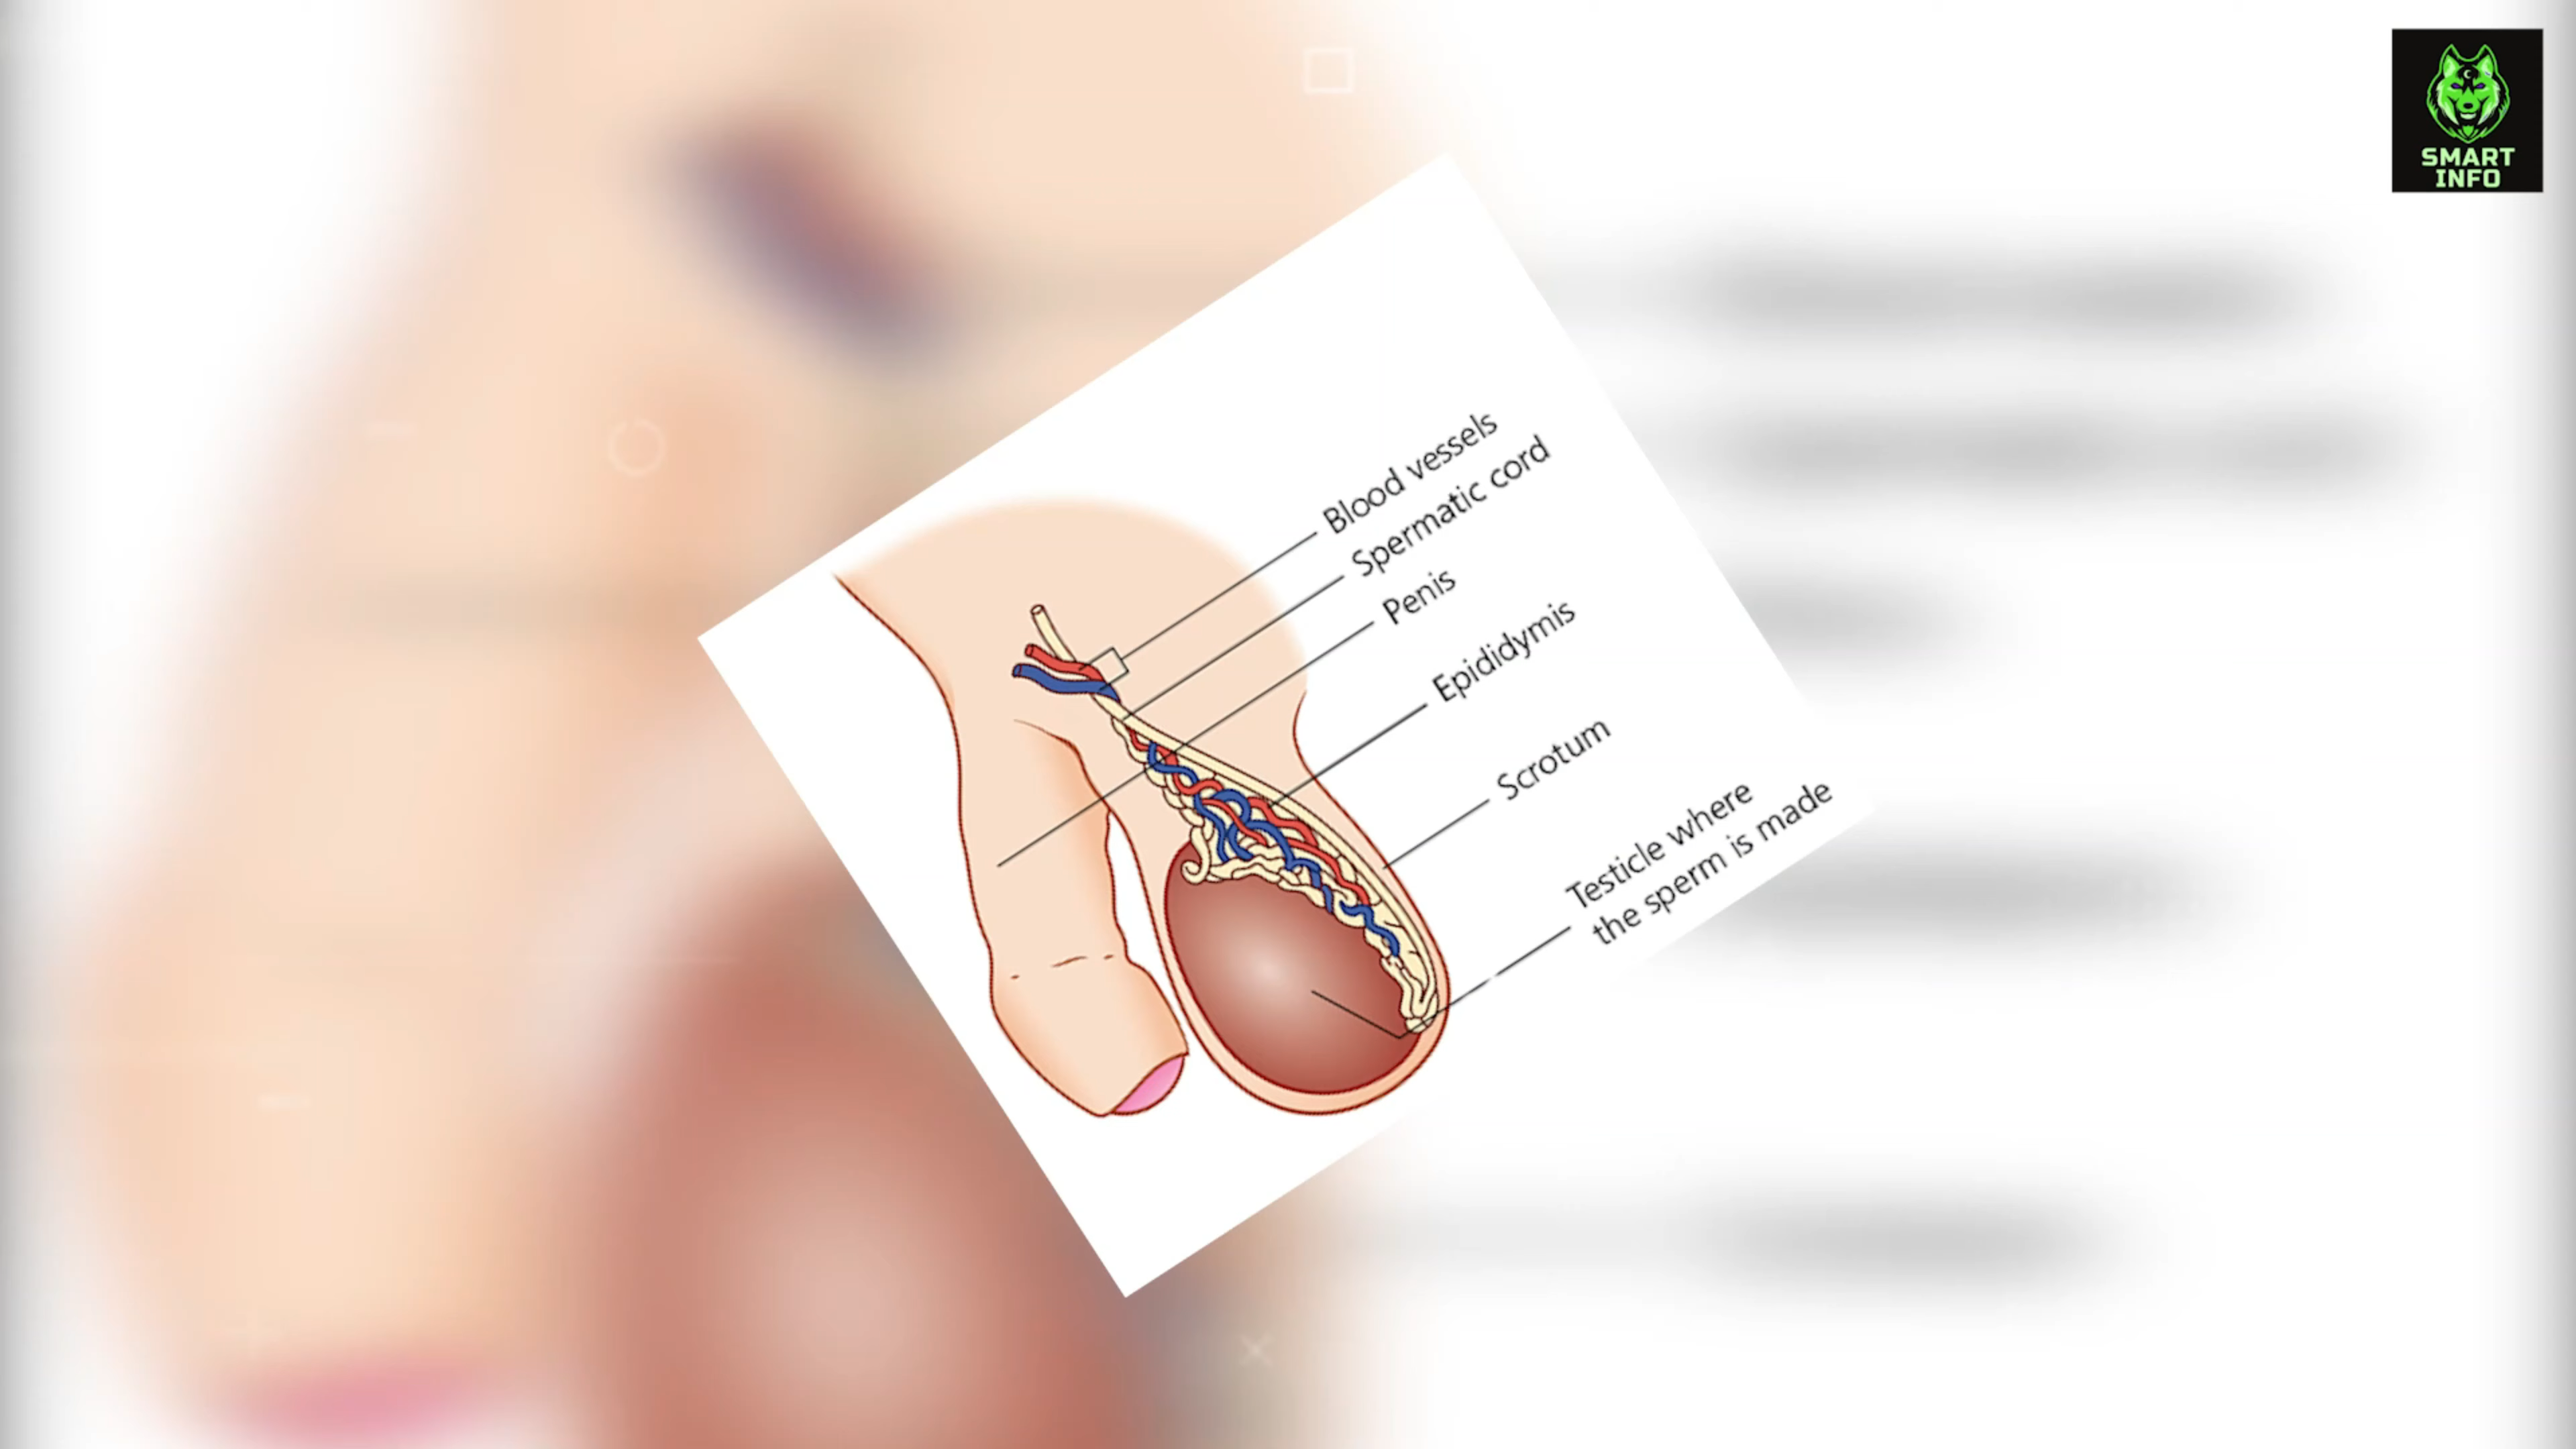 SMART
INFO
Blood vessels
Spermatic cord
Penis
Epididymis
Scrotum
Testicle where
the sperm is made